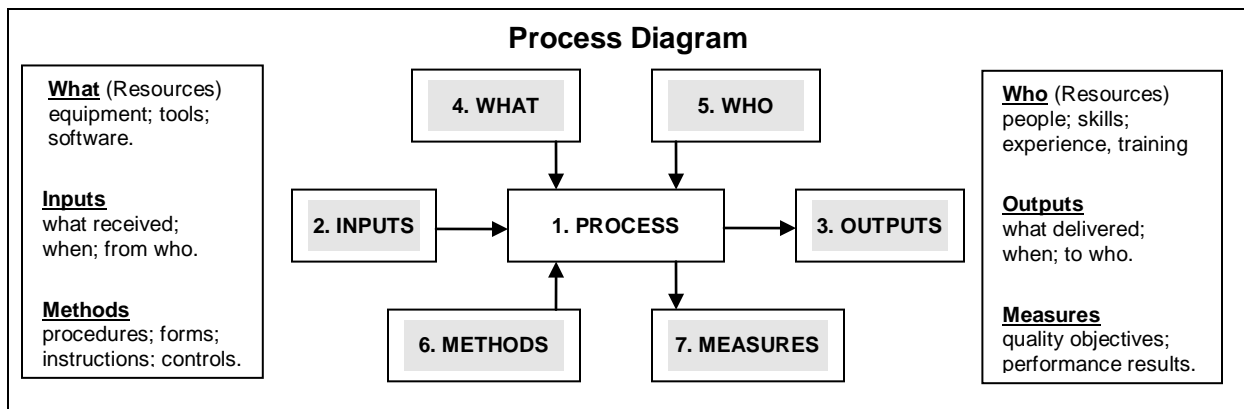 Process Diagram
What (Resources)
equipment; tools;
software.
Inputs
what received;
when; from who.
Methods
procedures; forms;
instructions; controls.
4. WHAT
5. WHO
2. INPUTS
1. PROCESS
3. OUTPUTS
6. METHODS
7. MEASURES
Who (Resources)
people; skills;
experience, training
Outputs
what delivered;
when; to who.
Measures
quality objectives;
performance results.